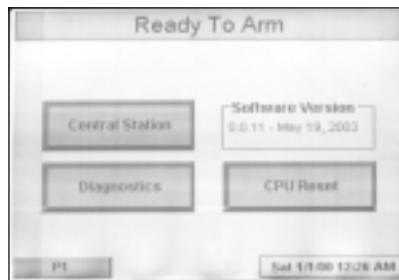 Ready To Arm
Central Station
Software Version
0.0.11 - May 19, 2003
Diagnostics
CPU Reset
P1
Sat 1/1/00 12:26 AM